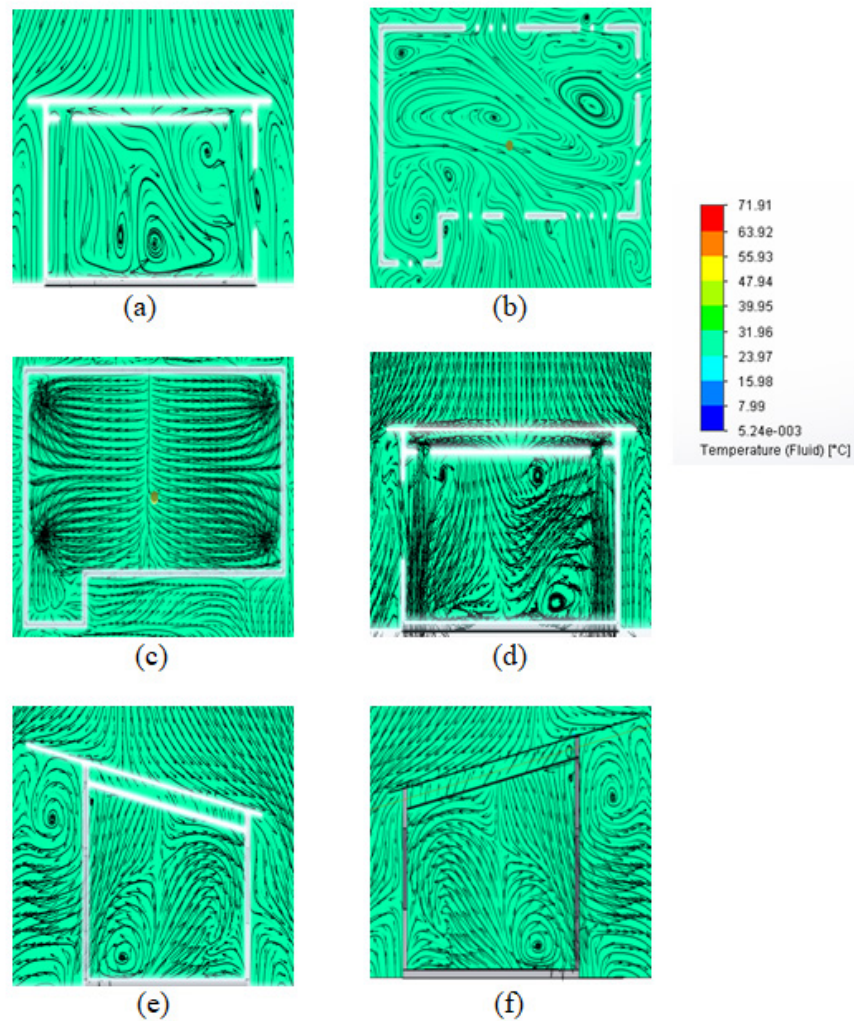 (a)
(b)
71.91
63.92
55.93
47.94
39.95
31.96
23.97
15.98
7.99
5.24e-003
Temperature (Fluid) [°C]
(c)
(d)
(e)
(f)